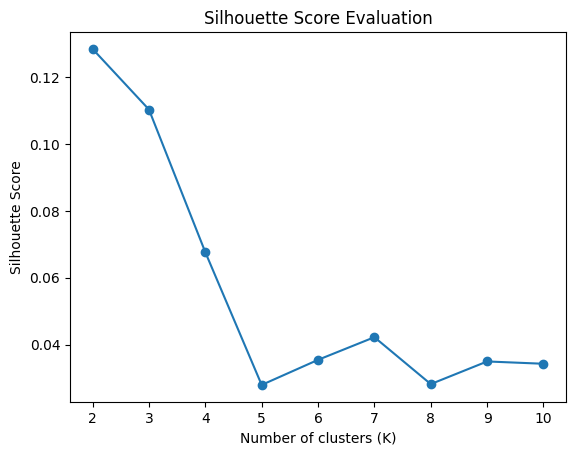 Silhouette Score Evaluation
Silhouette Score
0.12
0.10
0.08
0.06
0.04
2 3 4 5 6 7 8 9 10
Number of clusters (K)